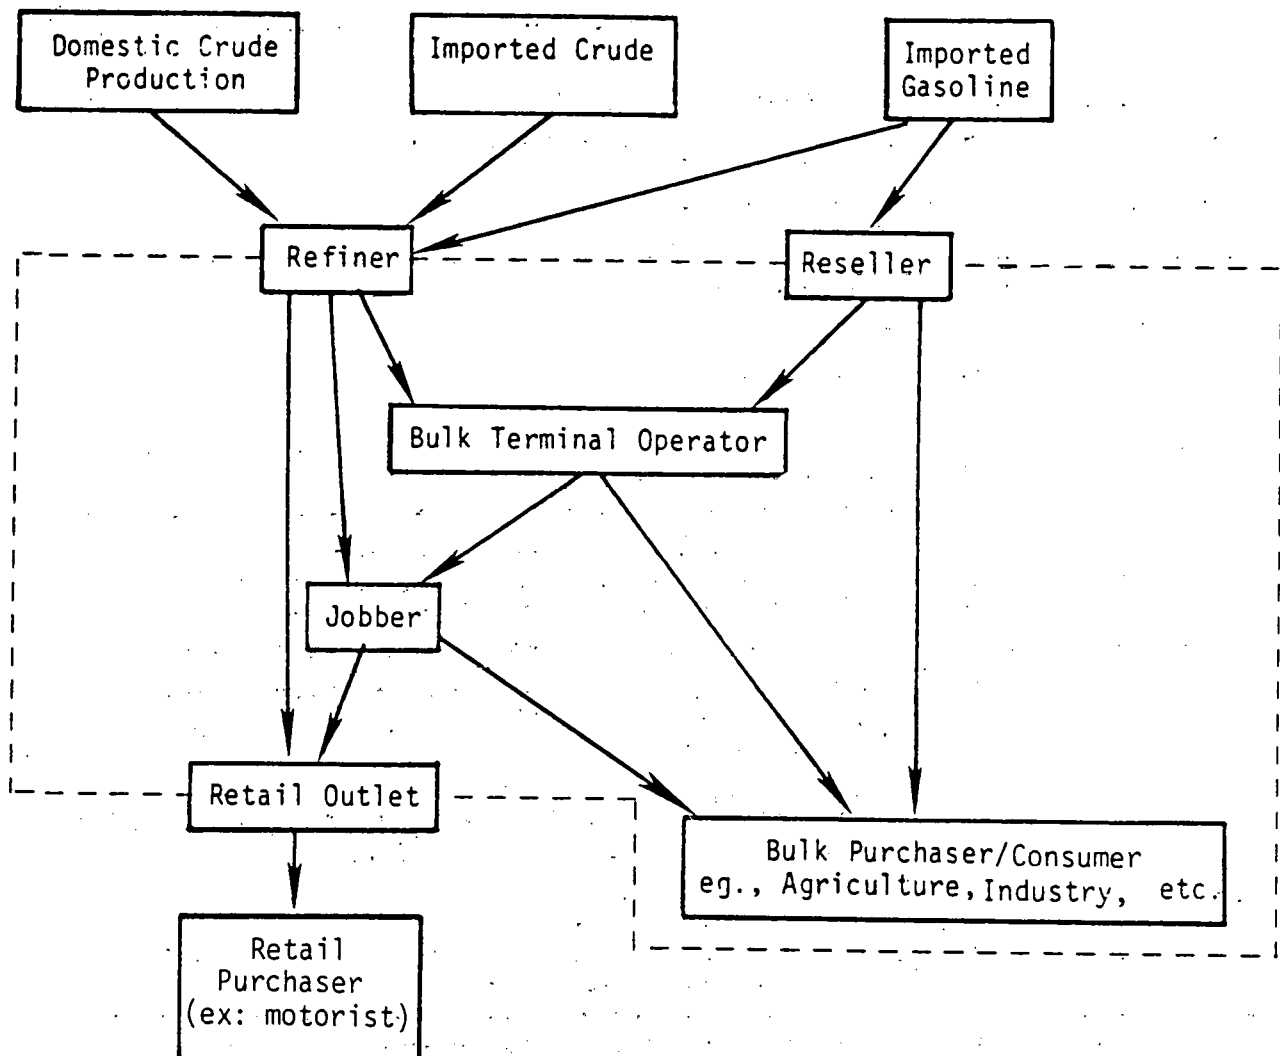 Domestic Crude
Production
Imported Crude
Imported
Gasoline
Refiner
Reseller
Bulk Terminal Operator
Jobber
Retail Outlet
Bulk Purchaser/Consumer
eg., Agriculture, Industry, etc.
Retail
Purchaser
(ex: motorist)